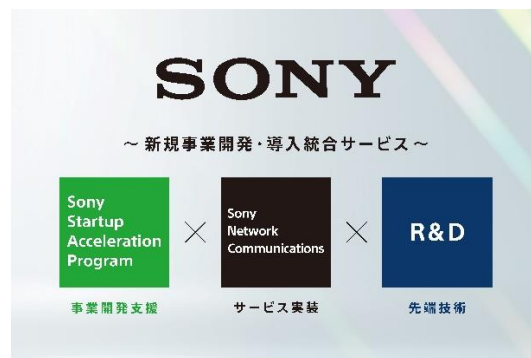 SONY
～ 新規事業開発・導入統合サービス ～
Sony
Startup
Acceleration
Program
×
Sony
Network
Communications
×
R&D
事業開発支援
サービス実装
先端技術